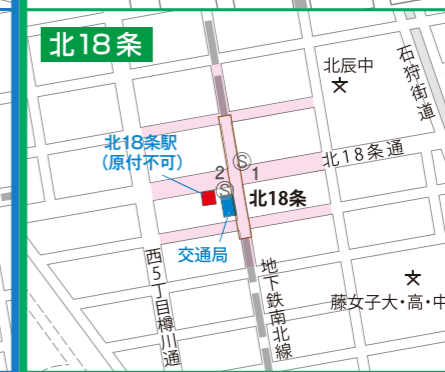 北18条
北辰中
石狩街道
北18条駅
(原付不可)
Ⓢ 1
2
Ⓢ
北18条通
北18条
交通局
西5丁目樽川通
地下鉄南北線
藤女子大・高・中